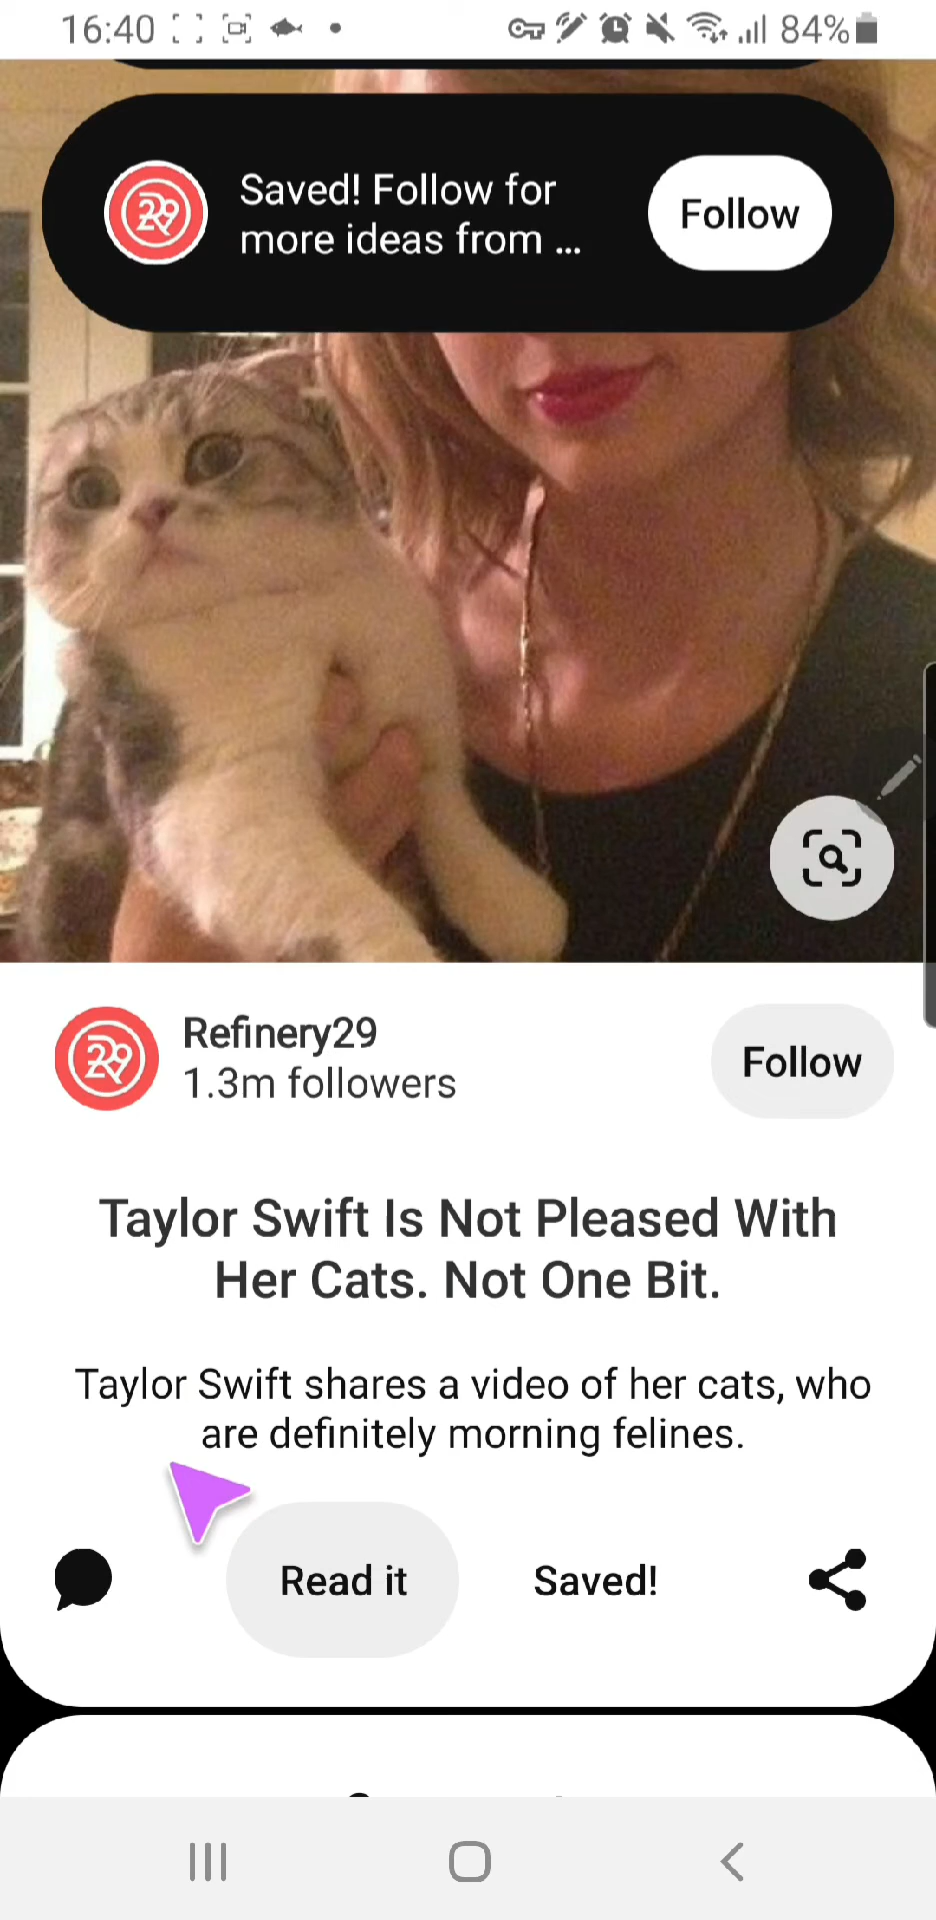 16:40 84%
Saved! Follow for
more ideas from ...
Follow
Refinery29
1.3m followers
Follow
Taylor Swift Is Not Pleased With
Her Cats. Not One Bit.
Taylor Swift shares a video of her cats, who
are definitely morning felines.
Read it
Saved!